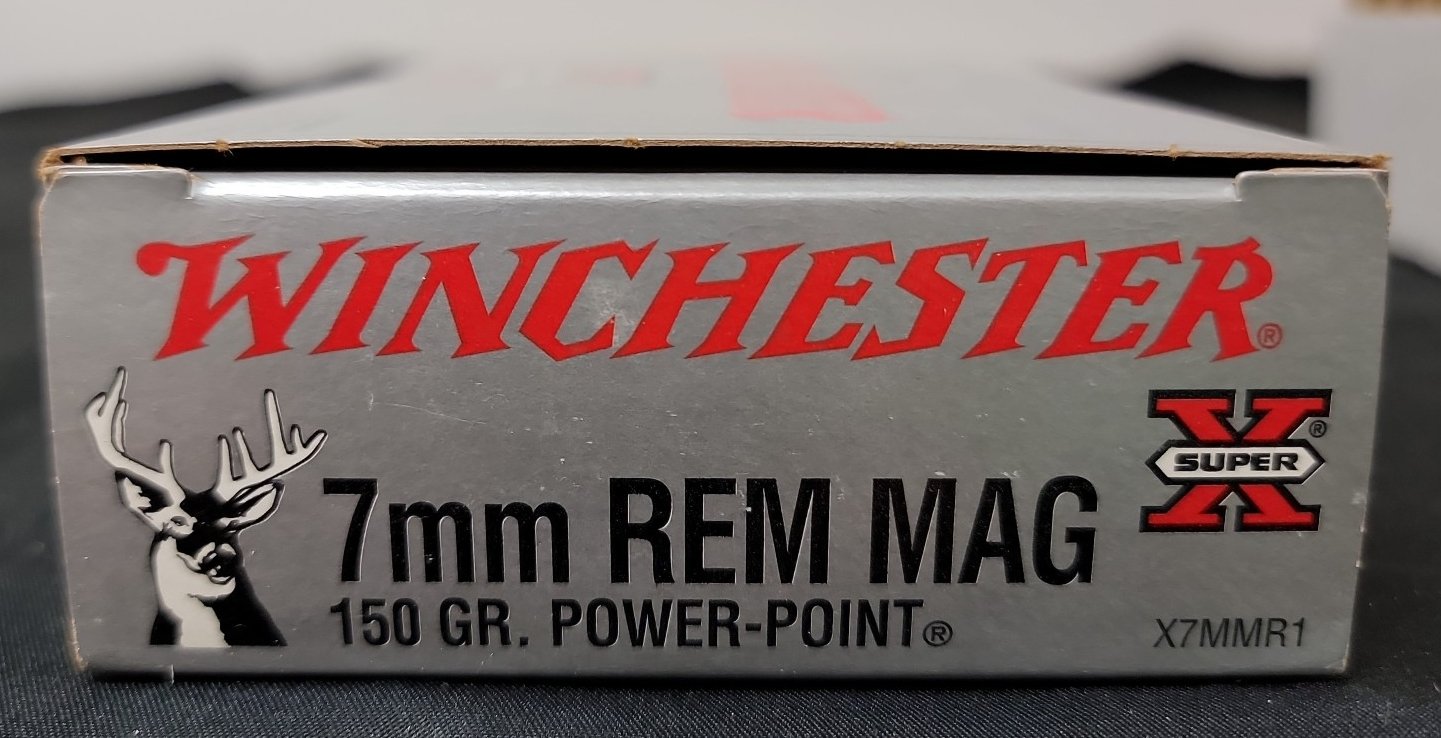 WINCHESTER®
X®
SUPER
7mm REM MAG
150 GR. POWER-POINT®
X7MMR1